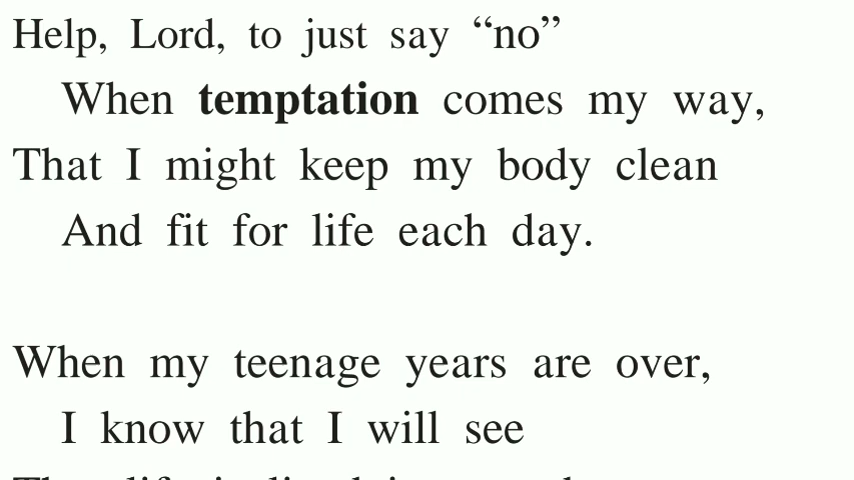 Help, Lord, to just say “no”
When temptation comes my way,
That I might keep my body clean
And fit for life each day.
When my teenage years are over,
I know that I will see